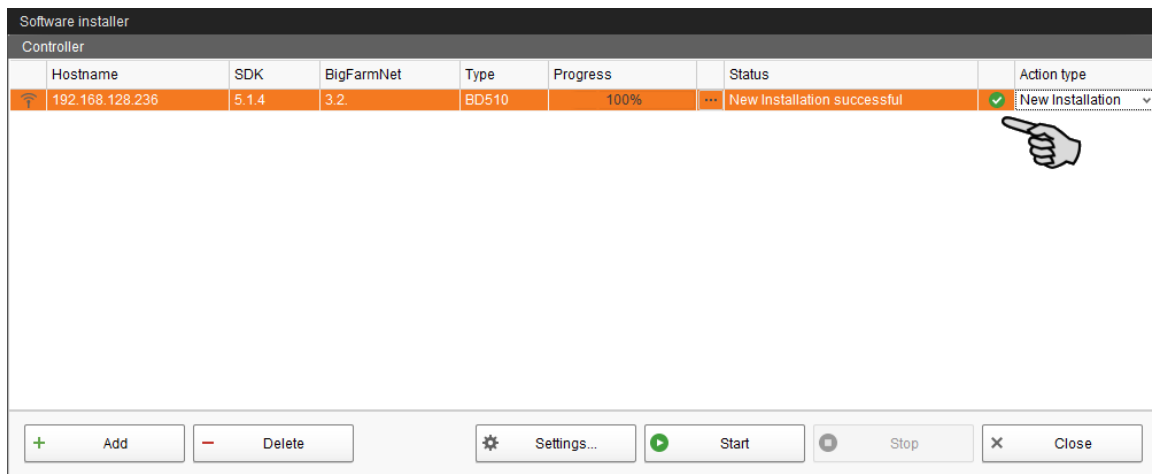 Software installer
Controller
Hostname SDK BigFarmNet Type Progress Status Action type
192.168.128.236 5.1.4 3.2. BD510 100% ... New Installation successful New Installation
+ Add − Delete Settings... Start Stop × Close